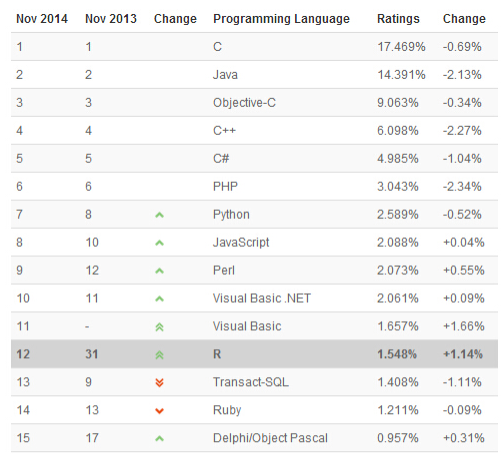 Nov 2014 Nov 2013 Change Programming Language Ratings Change
1 1 C 17.469% -0.69%
2 2 Java 14.391% -2.13%
3 3 Objective-C 9.063% -0.34%
4 4 C++ 6.098% -2.27%
5 5 C# 4.985% -1.04%
6 6 PHP 3.043% -2.34%
7 8 Python 2.589% -0.52%
8 10 JavaScript 2.088% +0.04%
9 12 Perl 2.073% +0.55%
10 11 Visual Basic .NET 2.061% +0.09%
11 - Visual Basic 1.657% +1.66%
12 31 R 1.548% +1.14%
13 9 Transact-SQL 1.408% -1.11%
14 13 Ruby 1.211% -0.09%
15 17 Delphi/Object Pascal 0.957% +0.31%